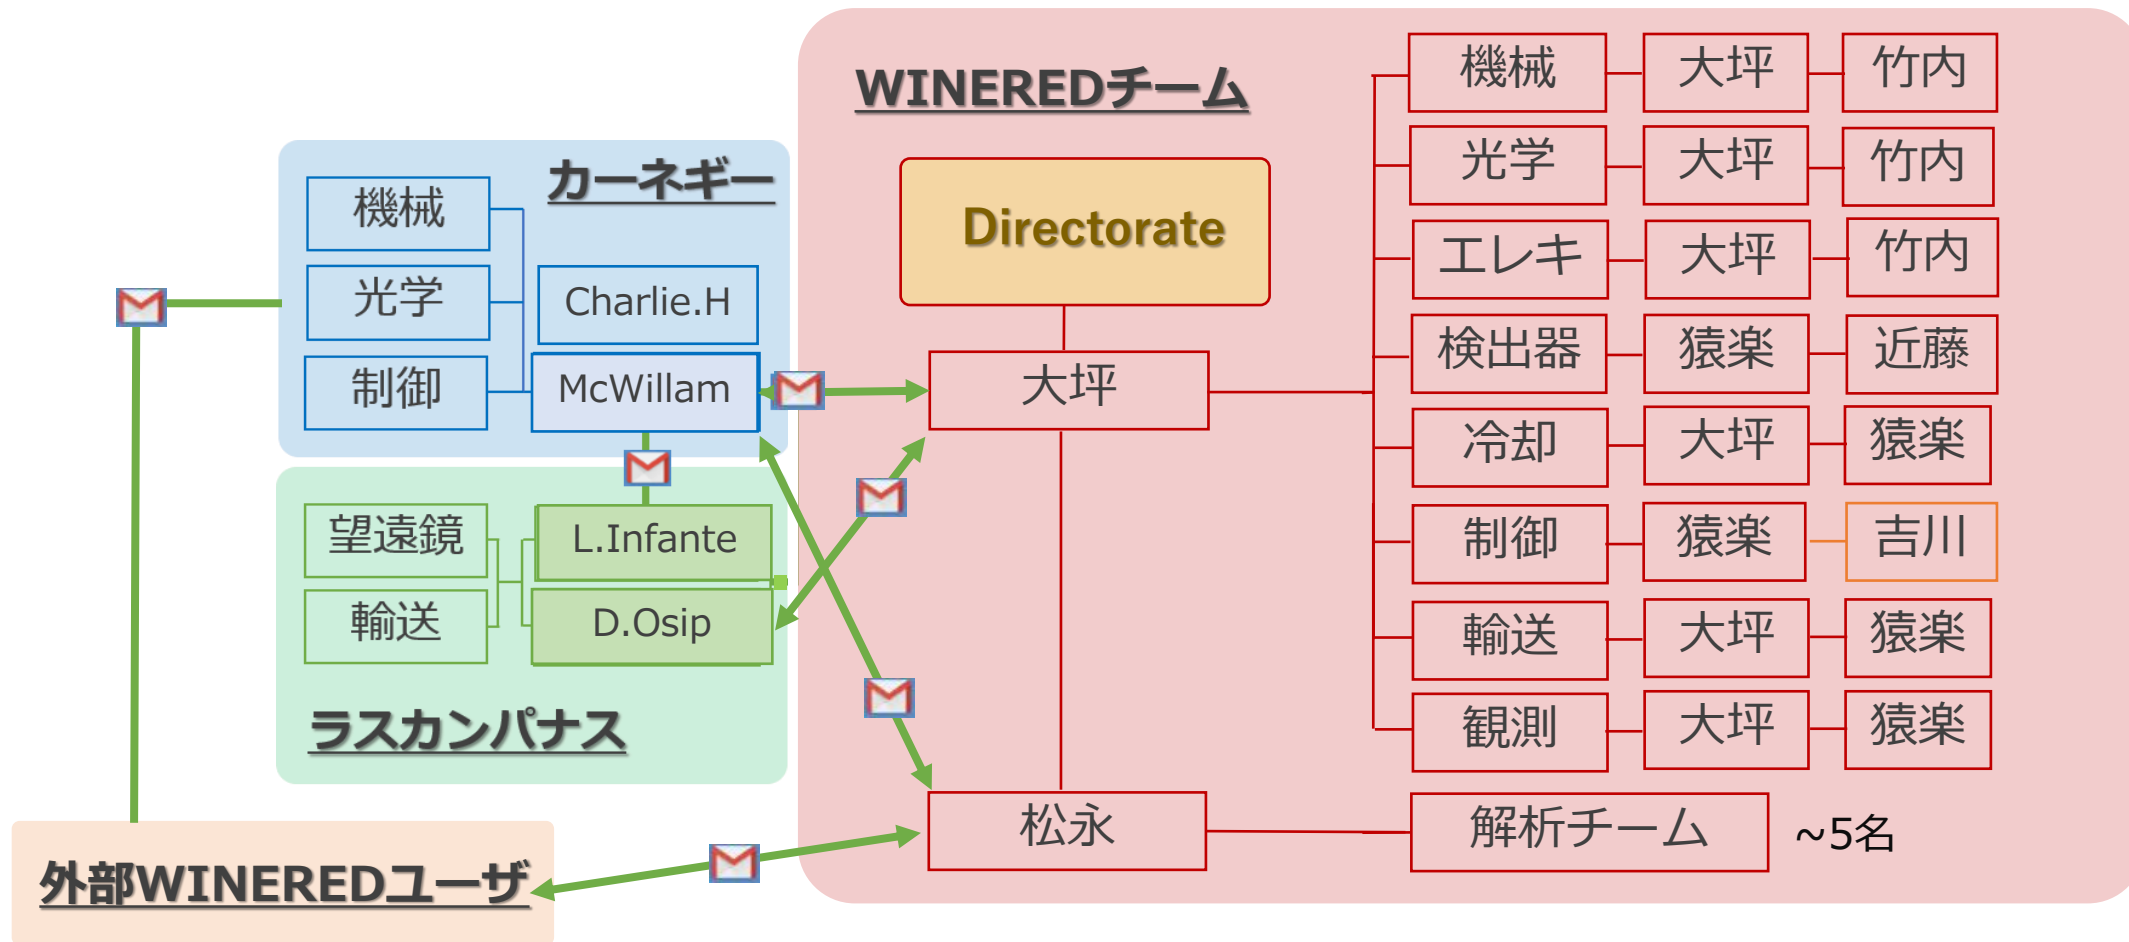 WINEREDチーム
Directorate
大坪
松永
機械 大坪 竹内
光学 大坪 竹内
エレキ 大坪 竹内
検出器 猿楽 近藤
冷却 大坪 猿楽
制御 猿楽 吉川
輸送 大坪 猿楽
観測 大坪 猿楽
解析チーム ~5名
カーネギー
機械
光学
制御
Charlie.H
McWillam
望遠鏡
輸送
L.Infante
D.Osip
ラスカンパナス
外部WINEREDユーザ